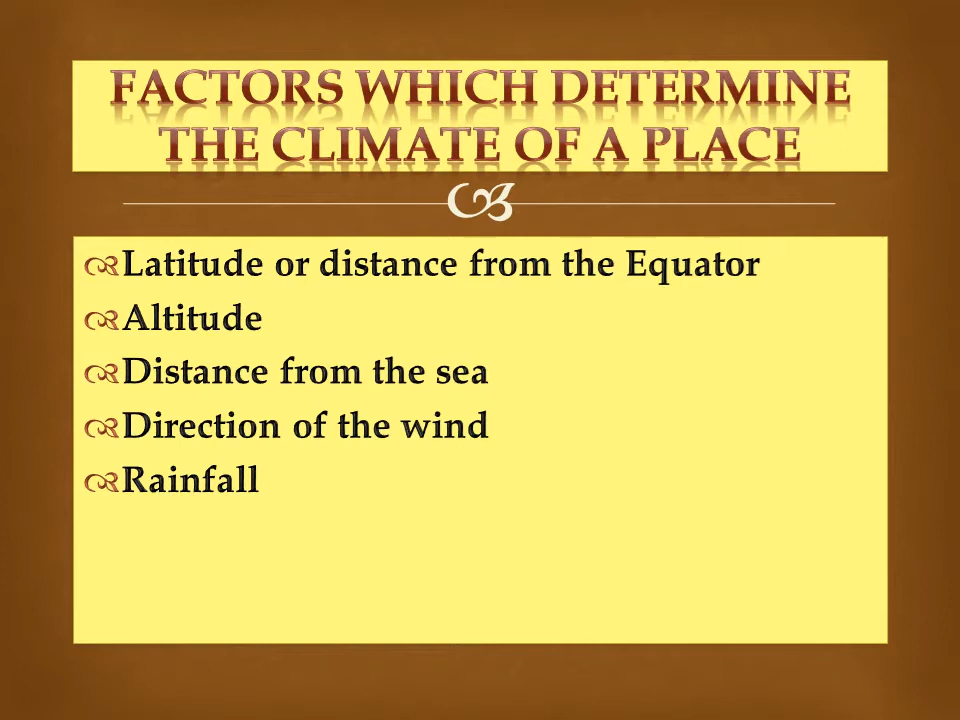 FACTORS WHICH DETERMINE
THE CLIMATE OF A PLACE
Latitude or distance from the Equator
Altitude
Distance from the sea
Direction of the wind
Rainfall